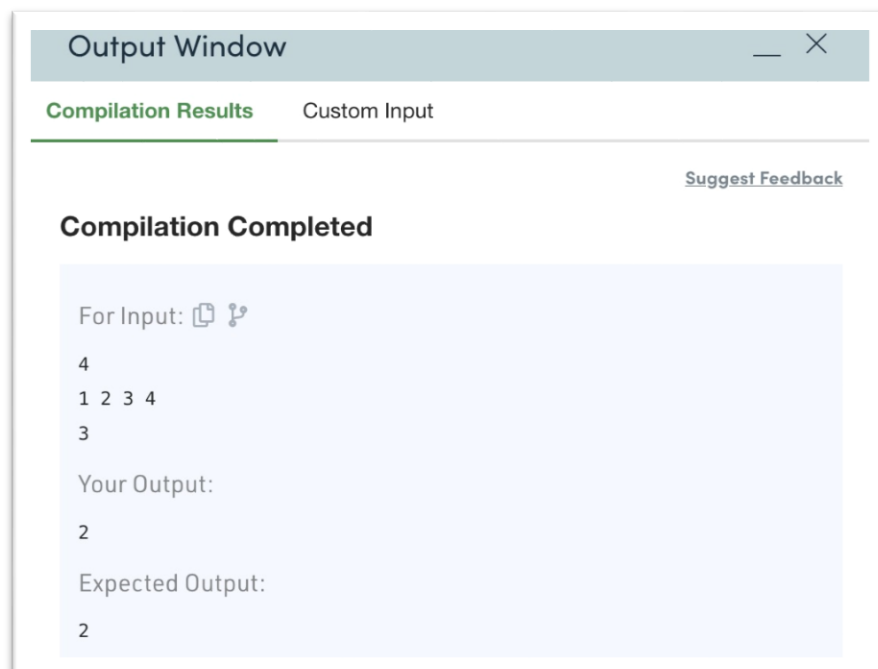 Output Window
Compilation Results Custom Input
Suggest Feedback
Compilation Completed
For Input:
4
1 2 3 4
3
Your Output:
2
Expected Output:
2